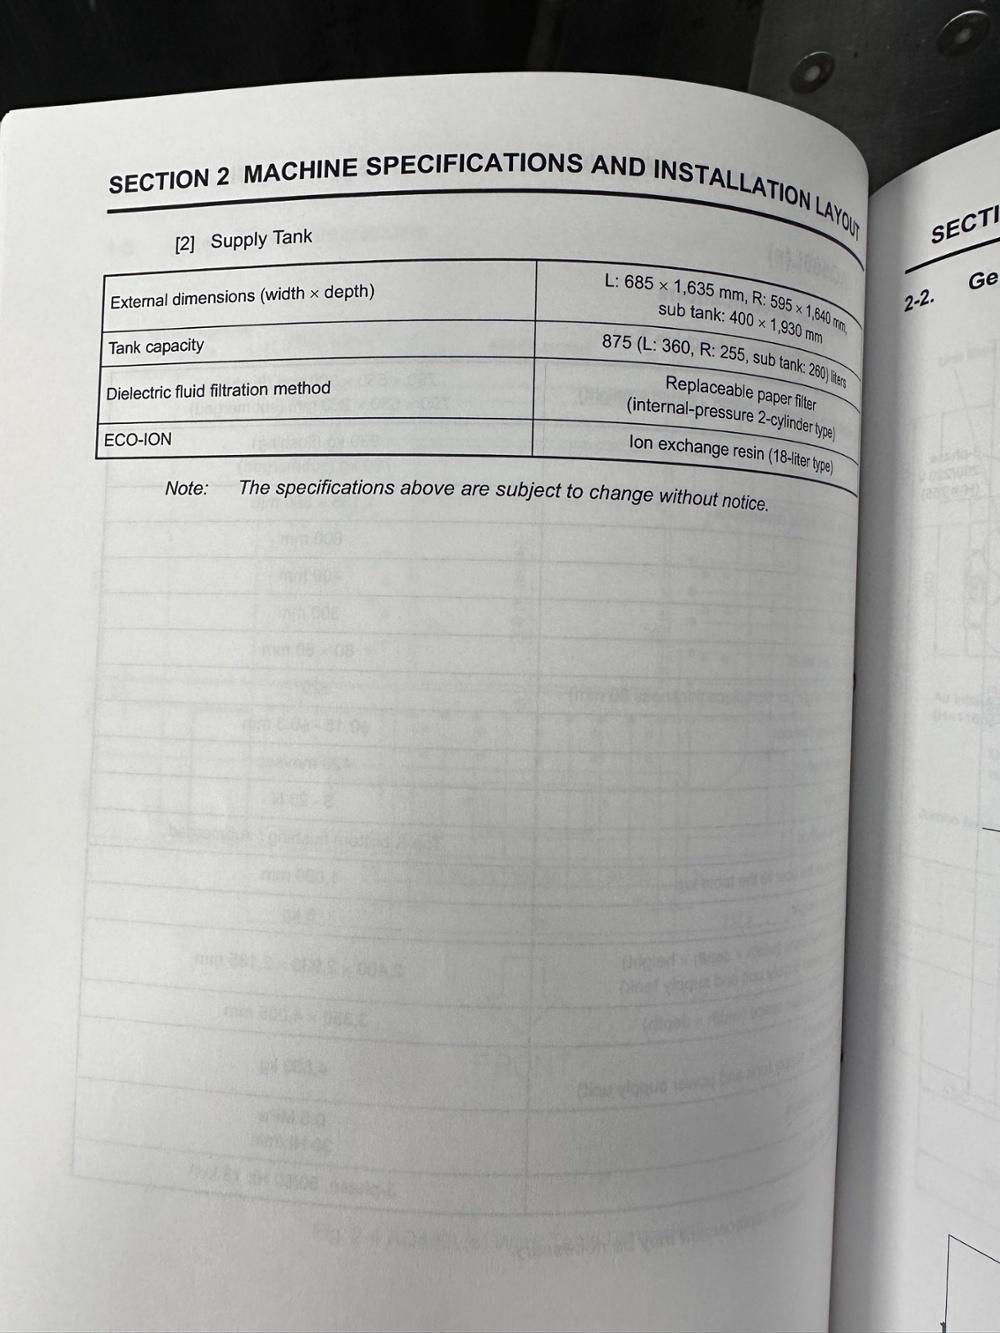 SECTION 2 MACHINE SPECIFICATIONS AND INSTALLATION LAYOUT
[2] Supply Tank
External dimensions (width × depth)
L: 685 × 1,635 mm, R: 595 × 1,640 mm,
sub tank: 400 × 1,930 mm
Tank capacity
875 (L: 360, R: 255, sub tank: 260) liters
Dielectric fluid filtration method
Replaceable paper filter
(internal-pressure 2-cylinder type)
ECO-ION
Ion exchange resin (18-liter type)
Note: The specifications above are subject to change without notice.
SECTI
2-2. Ge